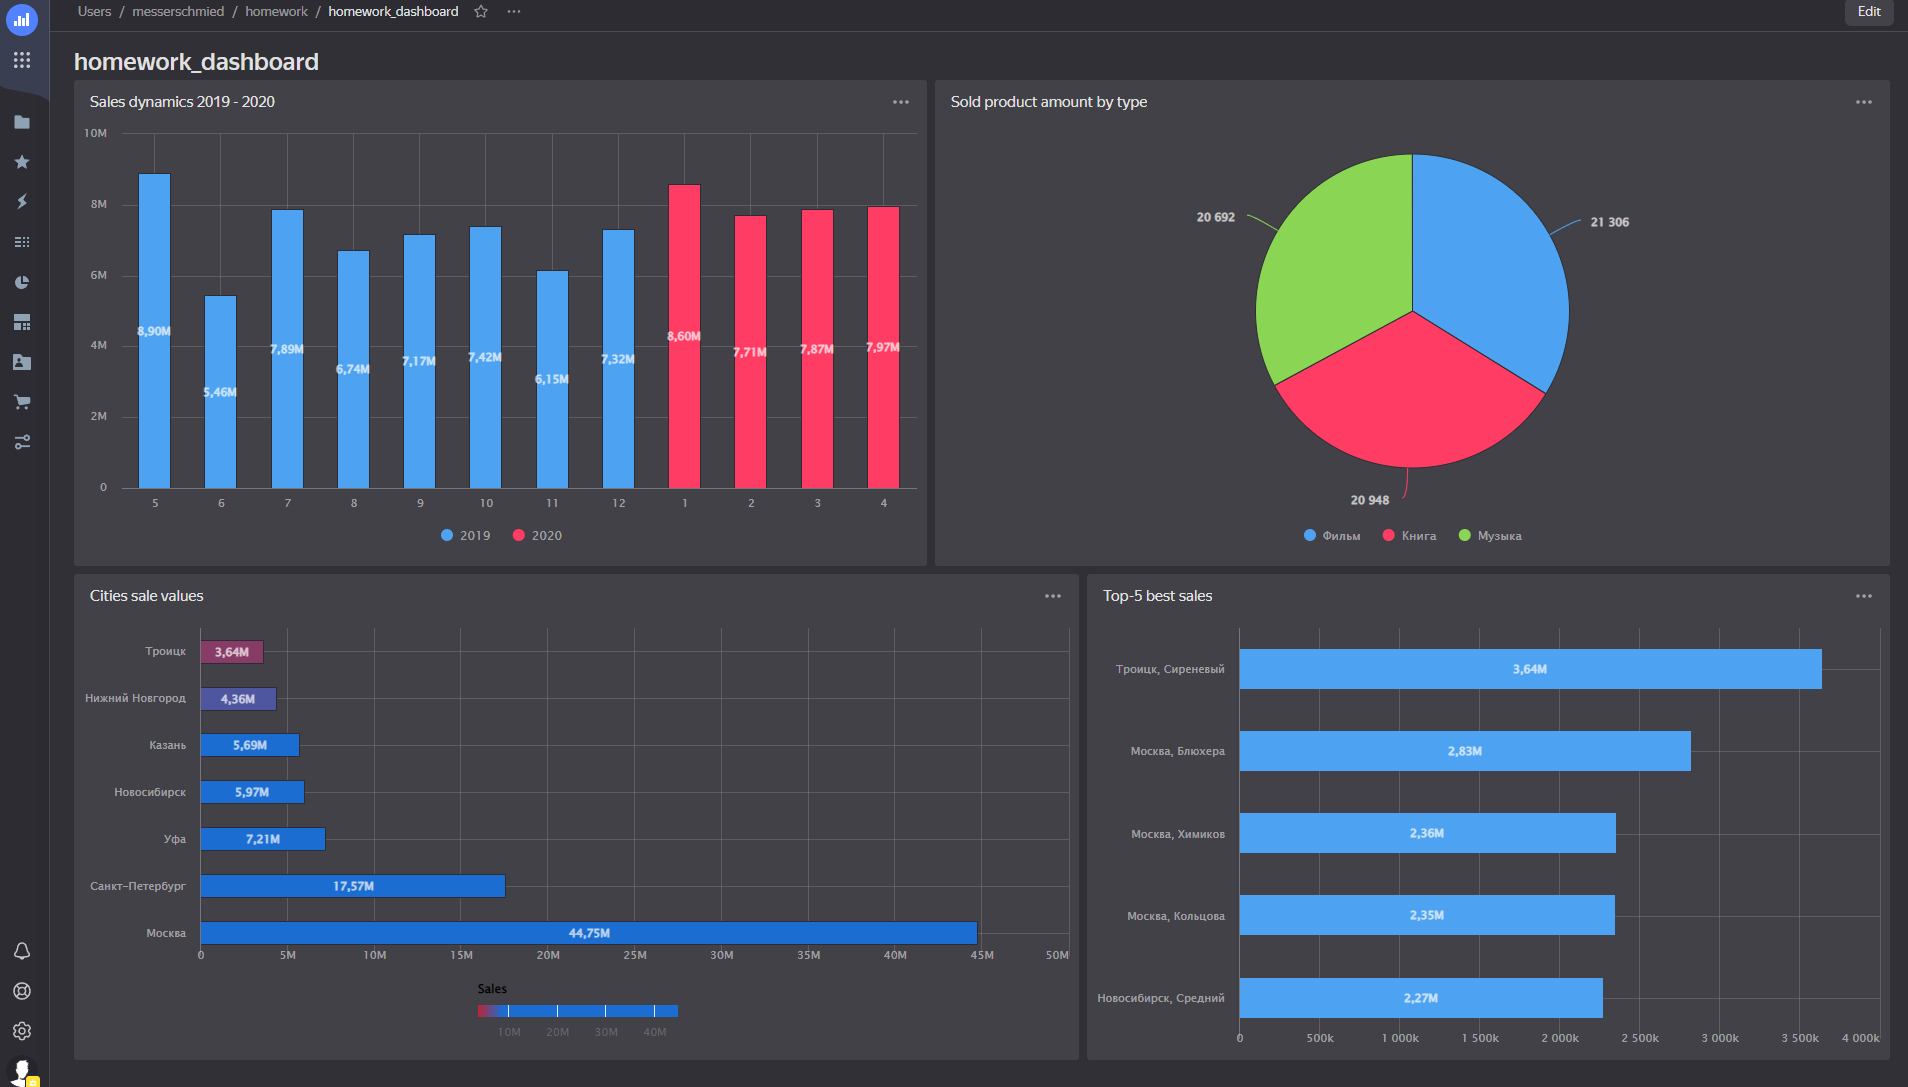 Users / messerschmied / homework / homework_dashboard
Edit
homework_dashboard
Sales dynamics 2019 - 2020
10M
8M
6M
4M
2M
0
8,90M
5,46M
7,89M
6,74M
7,17M
7,42M
6,15M
7,32M
8,60M
7,71M
7,87M
7,97M
5 6 7 8 9 10 11 12 1 2 3 4
2019 2020
Sold product amount by type
20 692
21 306
20 948
Фильм Книга Музыка
Cities sale values
Троицк 3,64M
Нижний Новгород 4,36M
Казань 5,69M
Новосибирск 5,97M
Уфа 7,21M
Санкт-Петербург 17,57M
Москва 44,75M
0 5M 10M 15M 20M 25M 30M 35M 40M 45M 50M
Sales
10M 20M 30M 40M
Top-5 best sales
Троицк, Сиреневый 3,64M
Москва, Блюхера 2,83M
Москва, Химиков 2,36M
Москва, Кольцова 2,35M
Новосибирск, Средний 2,27M
0 500k 1 000k 1 500k 2 000k 2 500k 3 000k 3 500k 4 000k